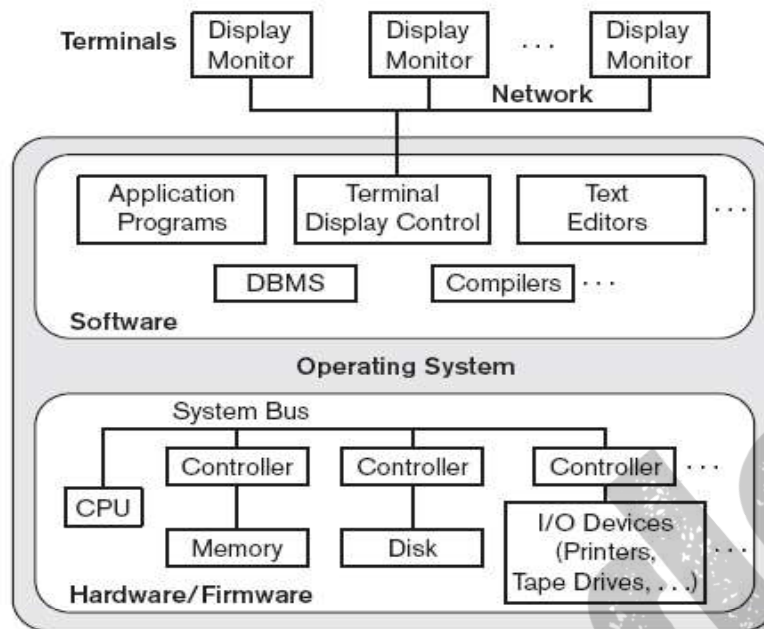 Terminals
Display
Monitor
Display
Monitor
. . .
Display
Monitor
Network
Application
Programs
Terminal
Display Control
Text
Editors
. . .
DBMS
Compilers
. . .
Software
Operating System
System Bus
Controller
Controller
Controller
. . .
CPU
Memory
Disk
I/O Devices
(Printers,
Tape Drives, . . .)
. . .
Hardware/Firmware